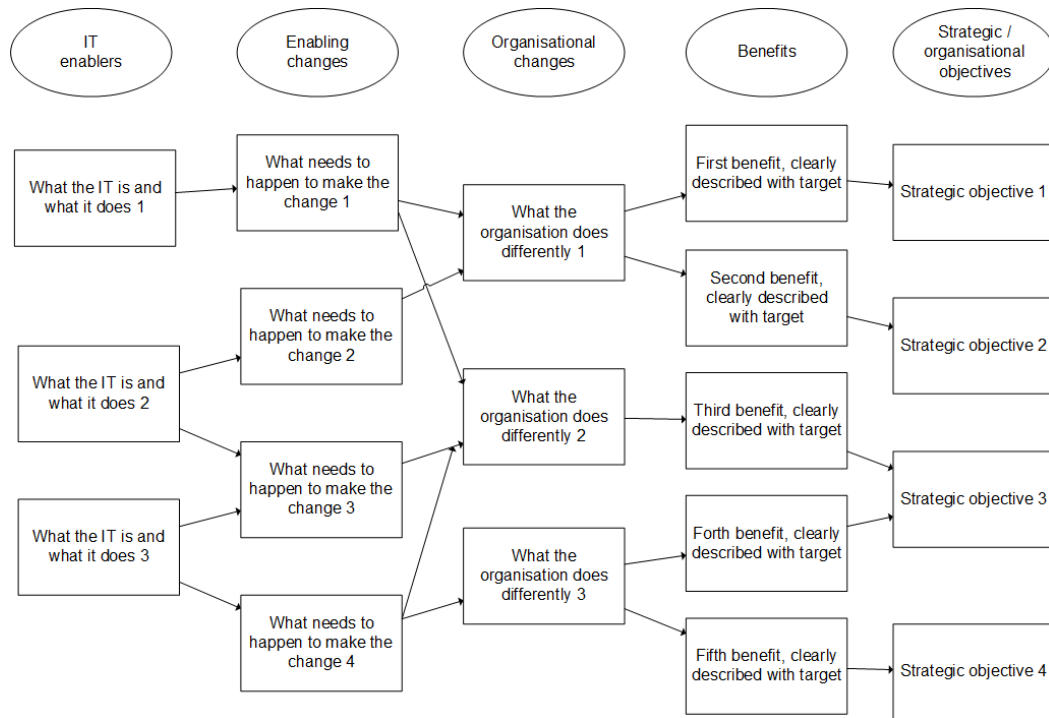 IT
enablers
Enabling
changes
Organisational
changes
Benefits
Strategic /
organisational
objectives
What the IT is and
what it does 1
What the IT is and
what it does 2
What the IT is and
what it does 3
What needs to
happen to make the
change 1
What needs to
happen to make the
change 2
What needs to
happen to make the
change 3
What needs to
happen to make the
change 4
What the
organisation does
differently 1
What the
organisation does
differently 2
What the
organisation does
differently 3
First benefit, clearly
described with target
Second benefit,
clearly described
with target
Third benefit, clearly
described with target
Forth benefit, clearly
described with target
Fifth benefit, clearly
described with target
Strategic objective 1
Strategic objective 2
Strategic objective 3
Strategic objective 4